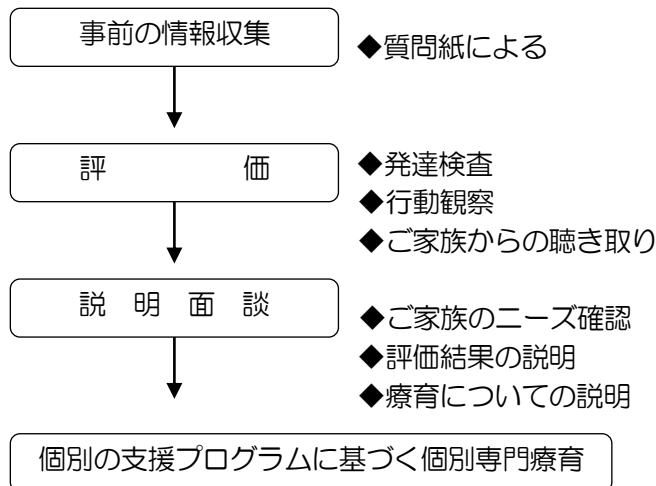 事前の情報収集
◆質問紙による
評　　　　価
◆発達検査
◆行動観察
◆ご家族からの聴き取り
説　明　面　談
◆ご家族のニーズ確認
◆評価結果の説明
◆療育についての説明
個別の支援プログラムに基づく個別専門療育